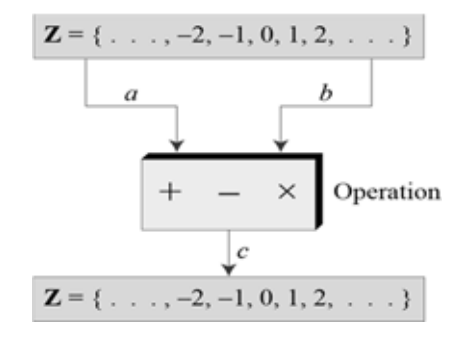 Z = { . . . , –2, –1, 0, 1, 2, . . . }
a b
+ – × Operation
c
Z = { . . . , –2, –1, 0, 1, 2, . . . }